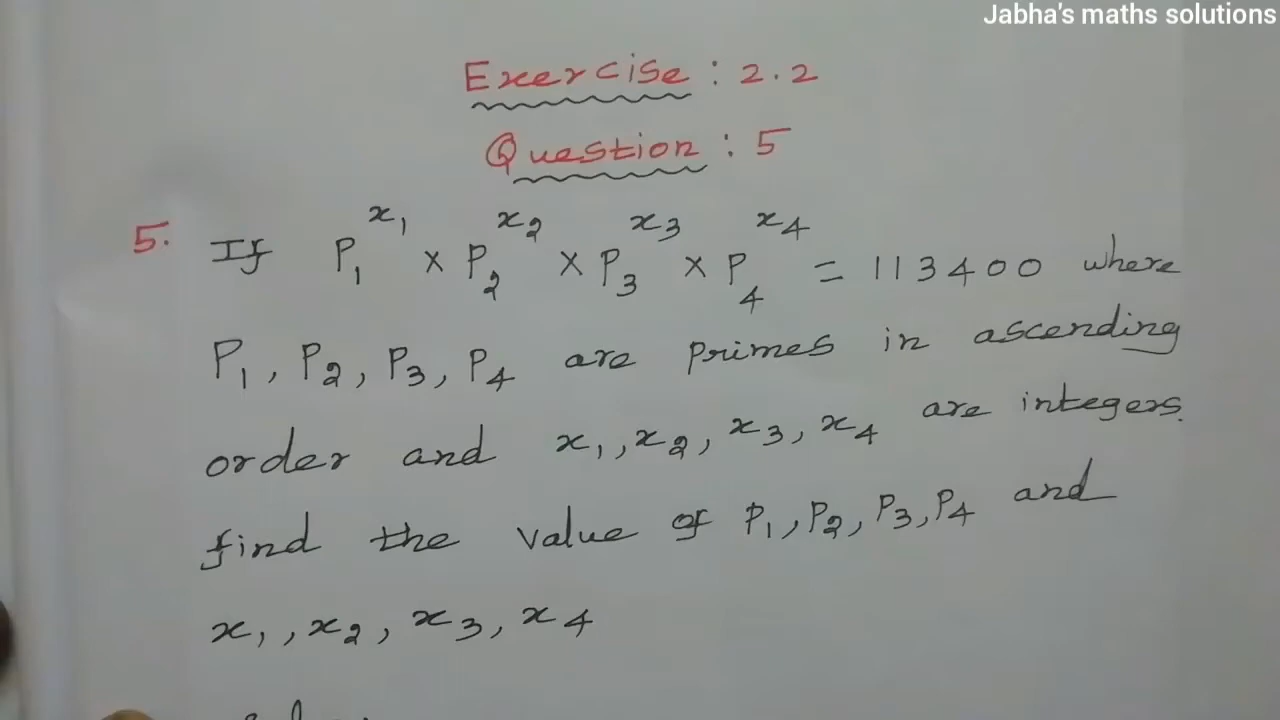 Jabha's maths solutions
Exercise : 2.2
Question : 5
5. If P₁^x₁ × P₂^x₂ × P₃^x₃ × P₄^x₄ = 113400 where
P₁, P₂, P₃, P₄ are primes in ascending
order and x₁, x₂, x₃, x₄ are integers.
find the value of P₁, P₂, P₃, P₄ and
x₁, x₂, x₃, x₄